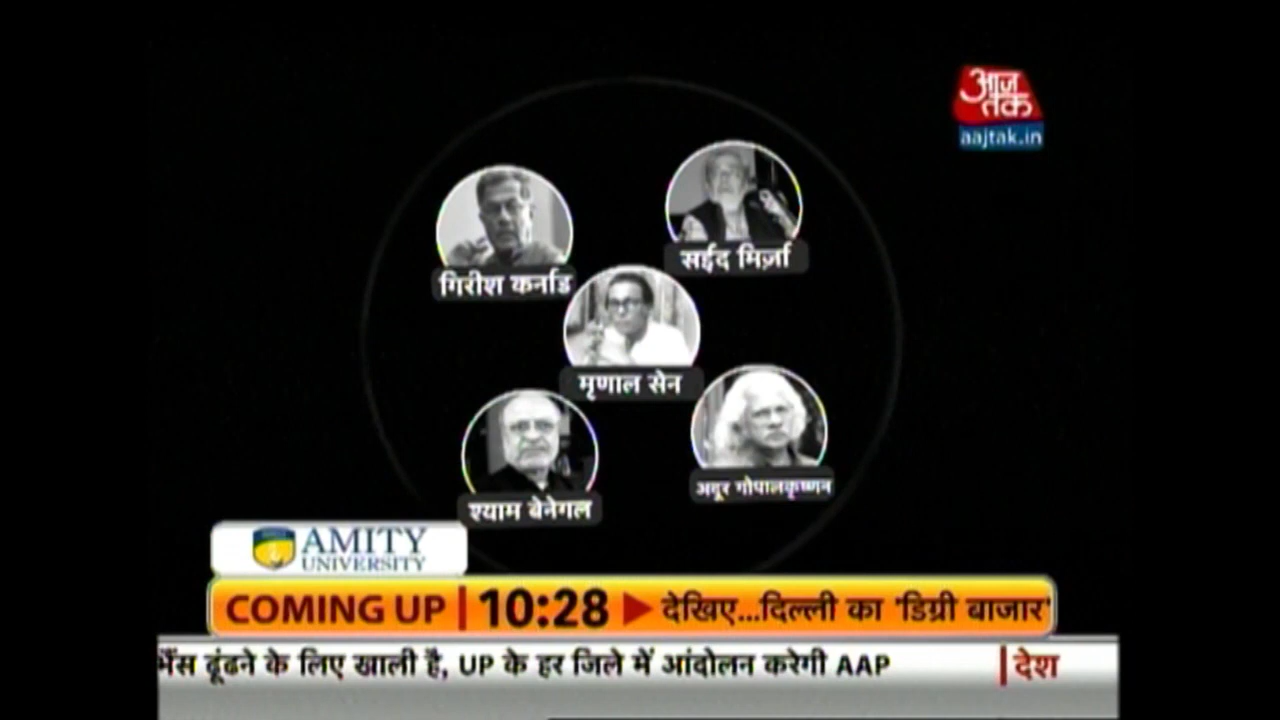 आज
तक
aajtak.in
गिरीश कर्नाड
सईद मिर्ज़ा
मृणाल सेन
श्याम बेनेगल
अदूर गोपालकृष्णन
AMITY
UNIVERSITY
COMING UP | 10:28 देखिए...दिल्ली का 'डिग्री बाजार'
भैंस ढूंढने के लिए खाली है, UP के हर जिले में आंदोलन करेगी AAP | देश